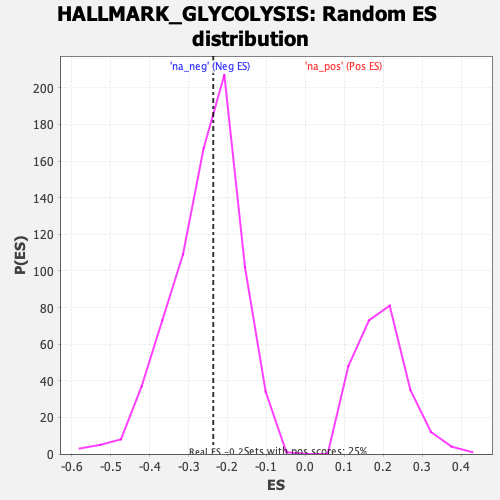 HALLMARK_GLYCOLYSIS: Random ES
distribution
'na_neg' (Neg ES) 'na_pos' (Pos ES)
200
180
160
140
120
100
80
60
40
20
0
P(ES)
Real ES -0.2 Sets with pos scores: 25%
-0.6 -0.5 -0.4 -0.3 -0.2 -0.1 0.0 0.1 0.2 0.3 0.4
ES